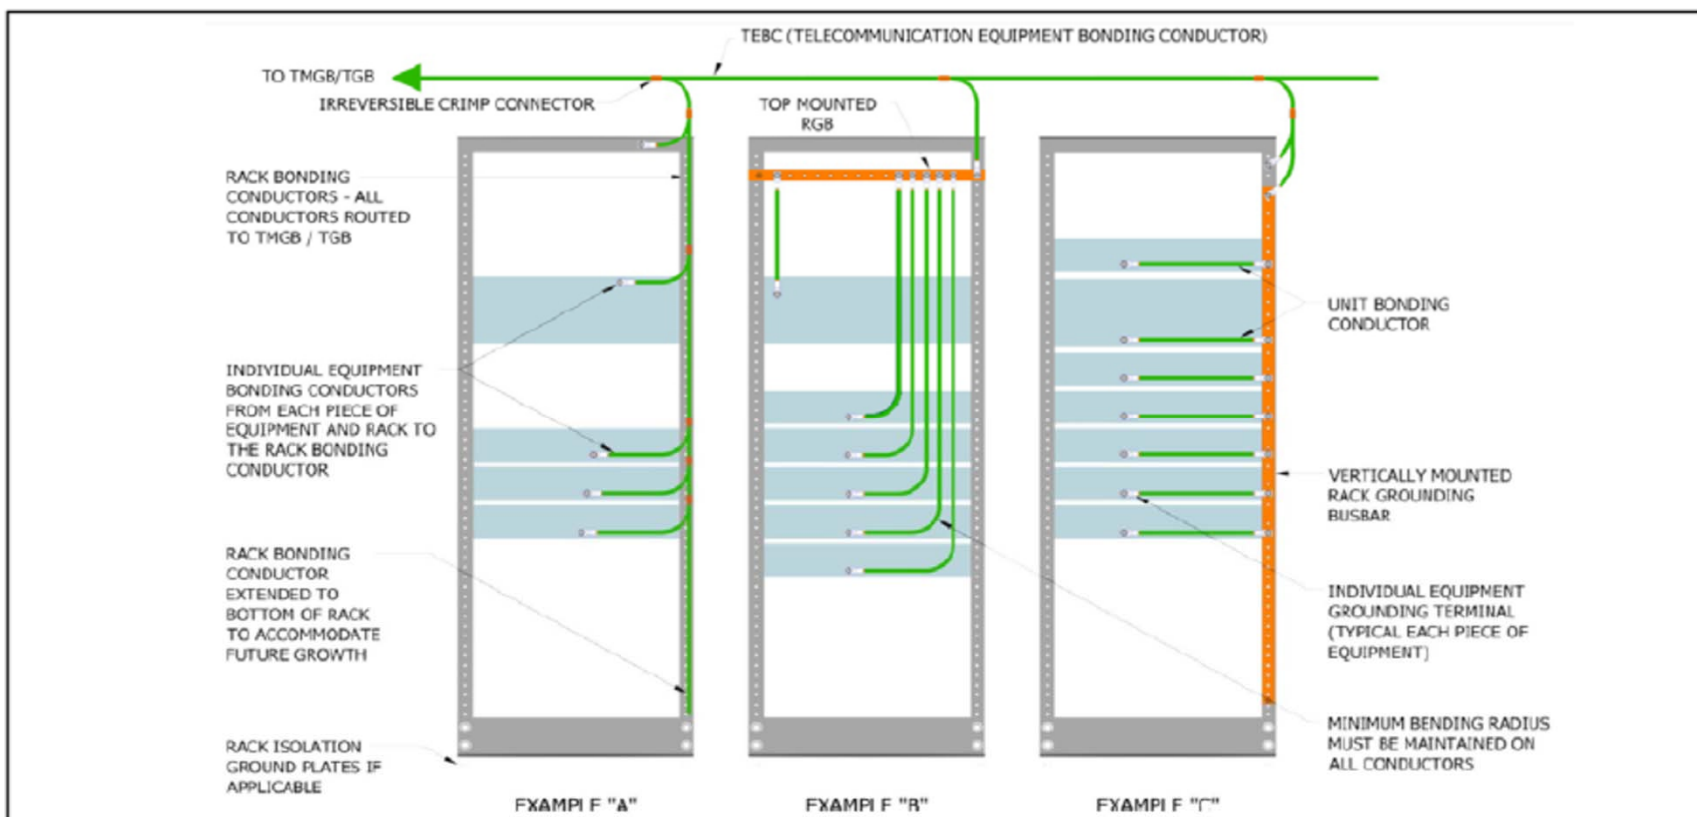 TEBC (TELECOMMUNICATION EQUIPMENT BONDING CONDUCTOR)
TO TMGB/TGB
IRREVERSIBLE CRIMP CONNECTOR
TOP MOUNTED
RGB
RACK BONDING
CONDUCTORS - ALL
CONDUCTORS ROUTED
TO TMGB / TGB
INDIVIDUAL EQUIPMENT
BONDING CONDUCTORS
FROM EACH PIECE OF
EQUIPMENT AND RACK TO
THE RACK BONDING
CONDUCTOR
RACK BONDING
CONDUCTOR
EXTENDED TO
BOTTOM OF RACK
TO ACCOMMODATE
FUTURE GROWTH
RACK ISOLATION
GROUND PLATES IF
APPLICABLE
UNIT BONDING
CONDUCTOR
VERTICALLY MOUNTED
RACK GROUNDING
BUSBAR
INDIVIDUAL EQUIPMENT
GROUNDING TERMINAL
(TYPICAL EACH PIECE OF
EQUIPMENT)
MINIMUM BENDING RADIUS
MUST BE MAINTAINED ON
ALL CONDUCTORS
EXAMPLE "A"
EXAMPLE "B"
EXAMPLE "C"